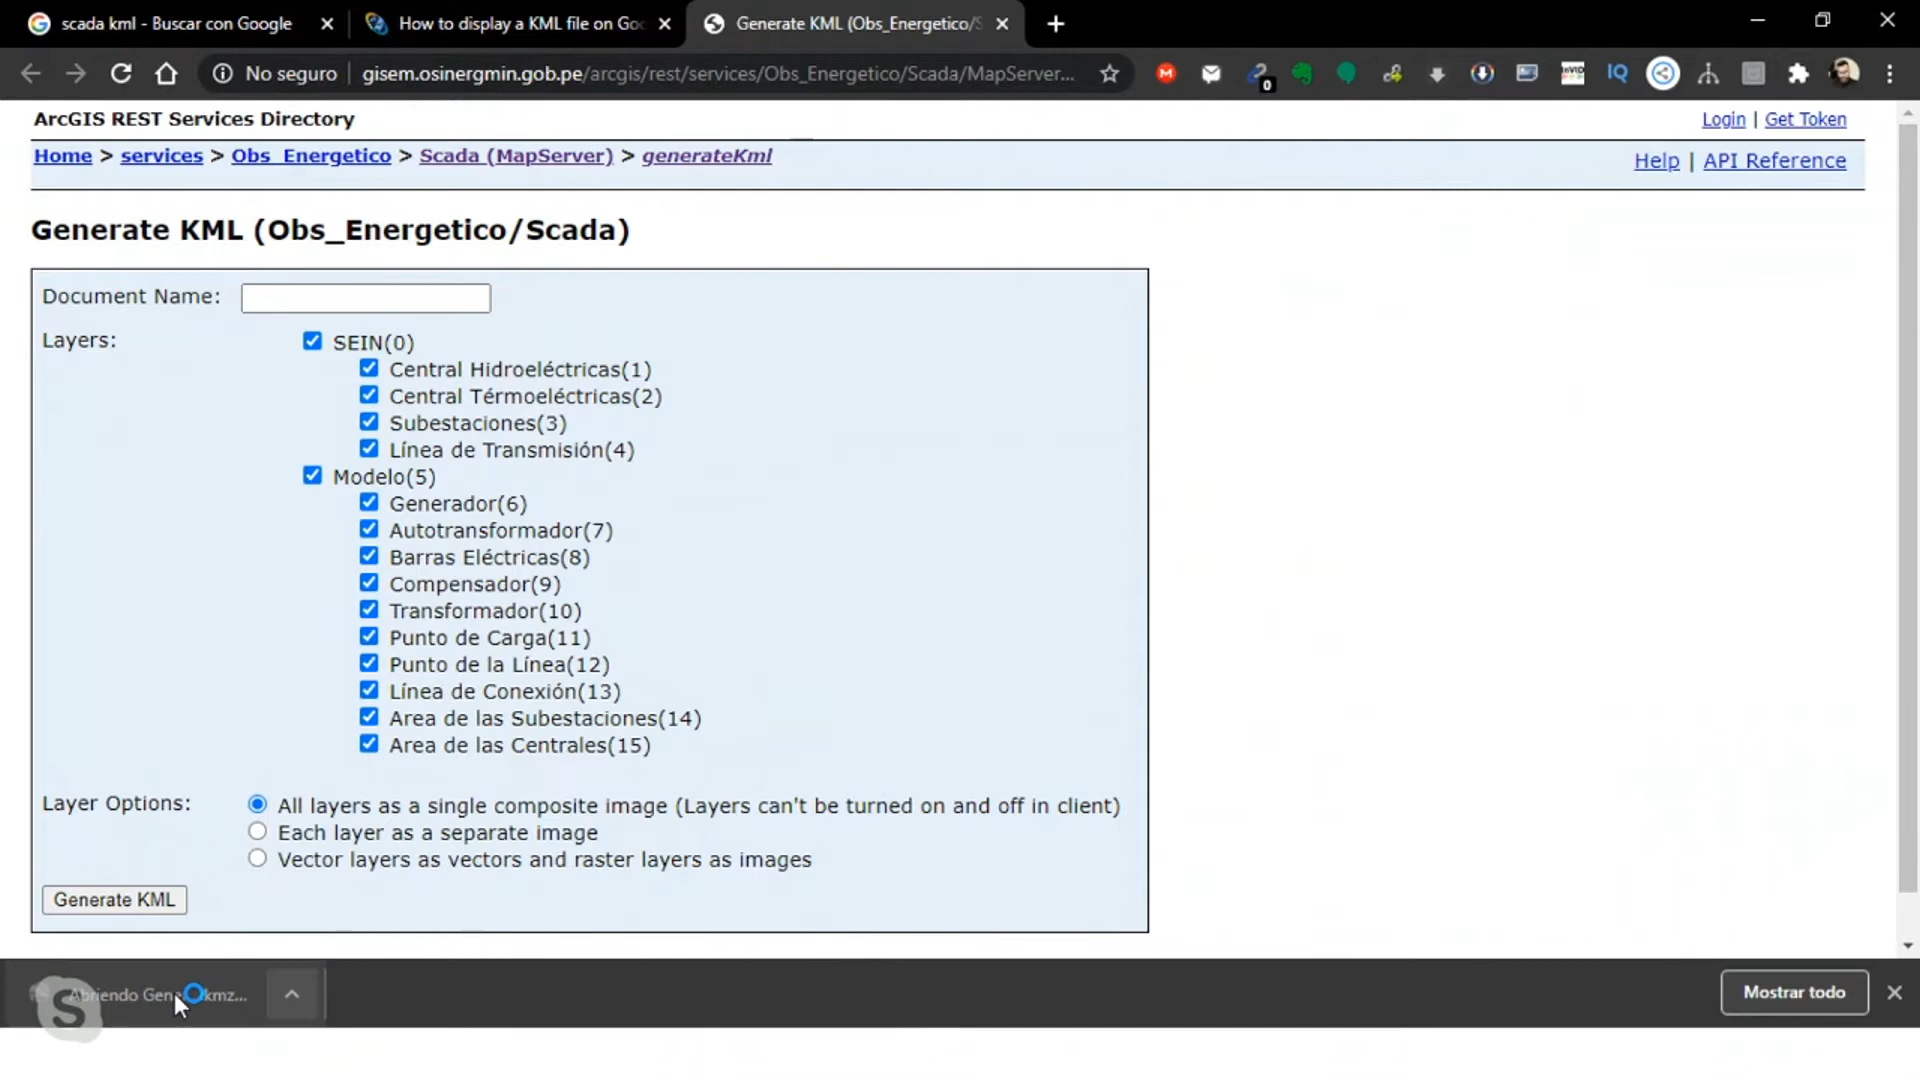 scada kml - Buscar con Google
How to display a KML file on Goo
Generate KML (Obs_Energetico/S
No seguro
gisem.osinergmin.gob.pe/arcgis/rest/services/Obs_Energetico/Scada/MapServer...
0
InVID
IQ
ArcGIS REST Services Directory
Login | Get Token
Home > services > Obs_Energetico > Scada (MapServer) > generateKml
Help | API Reference
Generate KML (Obs_Energetico/Scada)
Document Name:
Layers:
SEIN(0)
Central Hidroeléctricas(1)
Central Térmoeléctricas(2)
Subestaciones(3)
Línea de Transmisión(4)
Modelo(5)
Generador(6)
Autotransformador(7)
Barras Eléctricas(8)
Compensador(9)
Transformador(10)
Punto de Carga(11)
Punto de la Línea(12)
Línea de Conexión(13)
Area de las Subestaciones(14)
Area de las Centrales(15)
Layer Options:
All layers as a single composite image (Layers can't be turned on and off in client)
Each layer as a separate image
Vector layers as vectors and raster layers as images
Generate KML
Abriendo kmz...
Mostrar todo